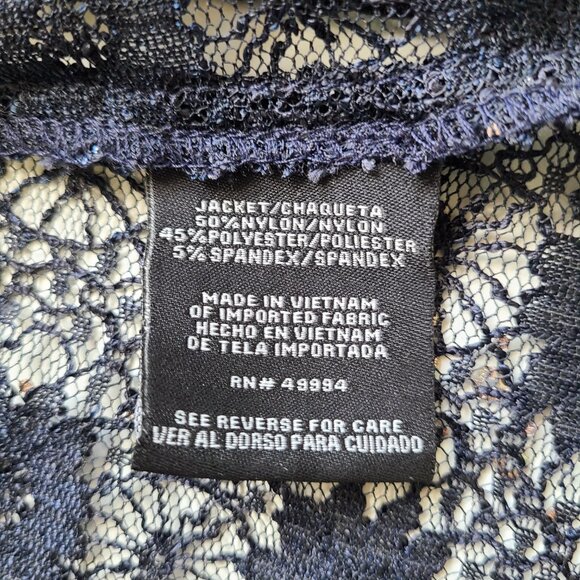 JACKET/CHAQUETA
50%NYLON/NYLON
45%POLYESTER/POLIESTER
5%SPANDEX/SPANDEX
MADE IN VIETNAM
OF IMPORTED FABRIC
HECHO EN VIETNAM
DE TELA IMPORTADA
RN# 49994
SEE REVERSE FOR CARE
VER AL DORSO PARA CUIDADO